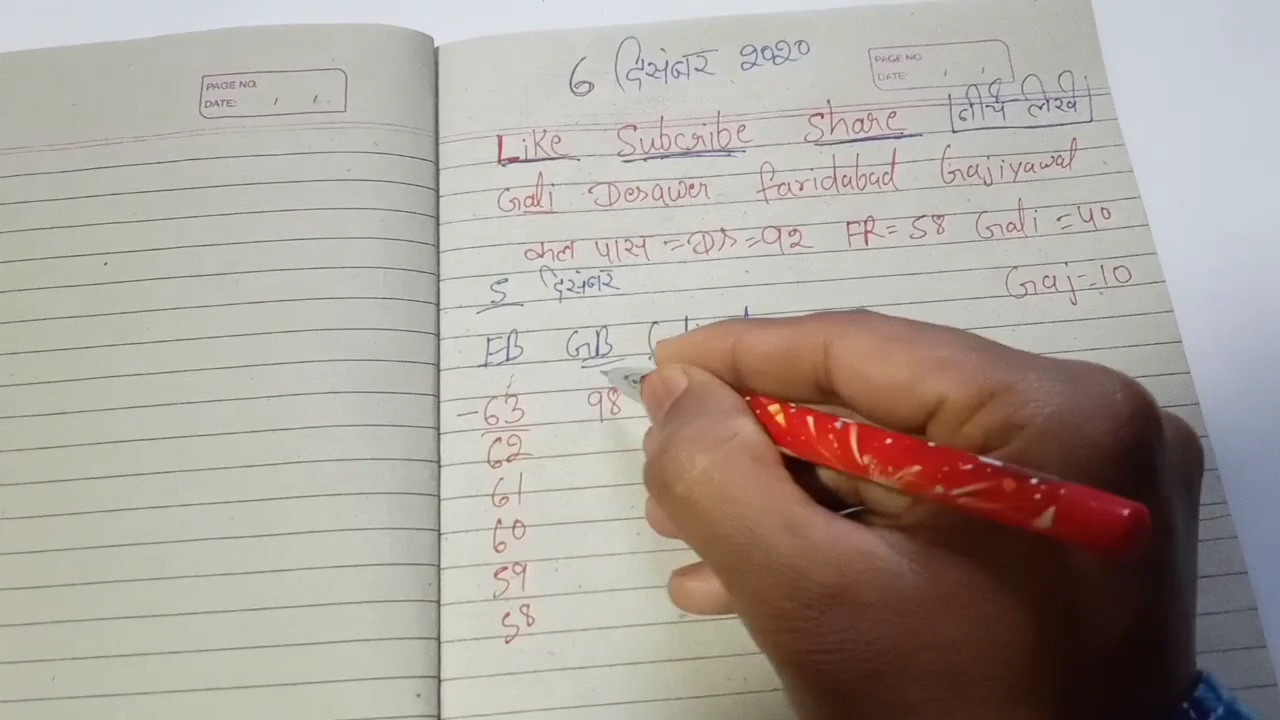 PAGE NO.
DATE:
6 दिसंबर 2020
PAGE NO.
DATE:
Like Subcribe Share नीचे लिखे
Gali Desawer faridabad Gajiyawal
कल पास = DS = 92 FR = 58 Gali = 40
5 दिसंबर Gaj = 10
FB GB
-63 98
62
61
60
59
58